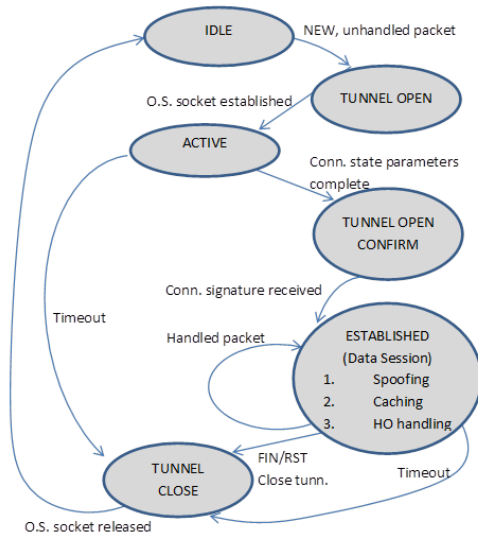 IDLE
NEW, unhandled packet
TUNNEL OPEN
O.S. socket established
ACTIVE
Conn. state parameters
complete
TUNNEL OPEN
CONFIRM
Conn. signature received
Timeout
Handled packet
ESTABLISHED
(Data Session)
1. Spoofing
2. Caching
3. HO handling
FIN/RST
Close tunn.
Timeout
TUNNEL
CLOSE
O.S. socket released